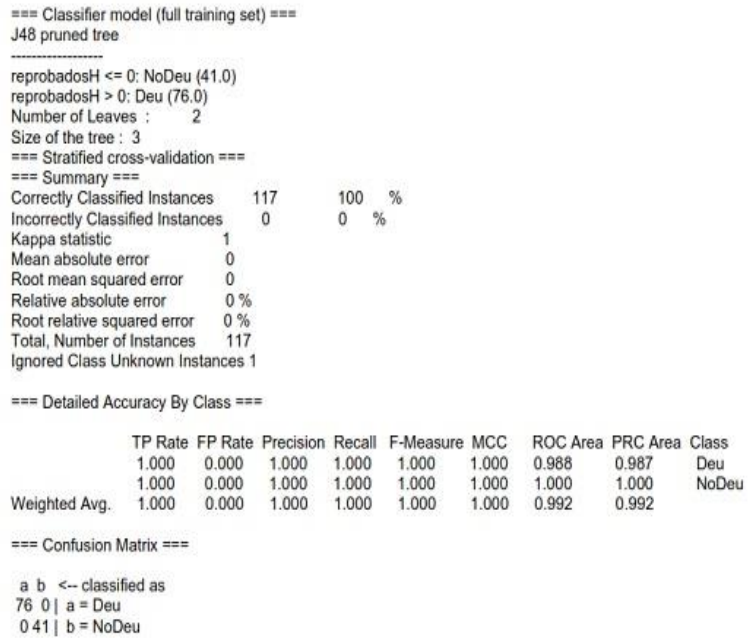 === Classifier model (full training set) ===
J48 pruned tree
------------------
reprobadosH <= 0: NoDeu (41.0)
reprobadosH > 0: Deu (76.0)
Number of Leaves : 2
Size of the tree : 3
=== Stratified cross-validation ===
=== Summary ===
Correctly Classified Instances 117 100 %
Incorrectly Classified Instances 0 0 %
Kappa statistic 1
Mean absolute error 0
Root mean squared error 0
Relative absolute error 0 %
Root relative squared error 0 %
Total, Number of Instances 117
Ignored Class Unknown Instances 1
=== Detailed Accuracy By Class ===
TP Rate FP Rate Precision Recall F-Measure MCC ROC Area PRC Area Class
1.000 0.000 1.000 1.000 1.000 1.000 0.988 0.987 Deu
1.000 0.000 1.000 1.000 1.000 1.000 1.000 1.000 NoDeu
Weighted Avg. 1.000 0.000 1.000 1.000 1.000 1.000 0.992 0.992
=== Confusion Matrix ===
a b <-- classified as
76 0 | a = Deu
0 41 | b = NoDeu